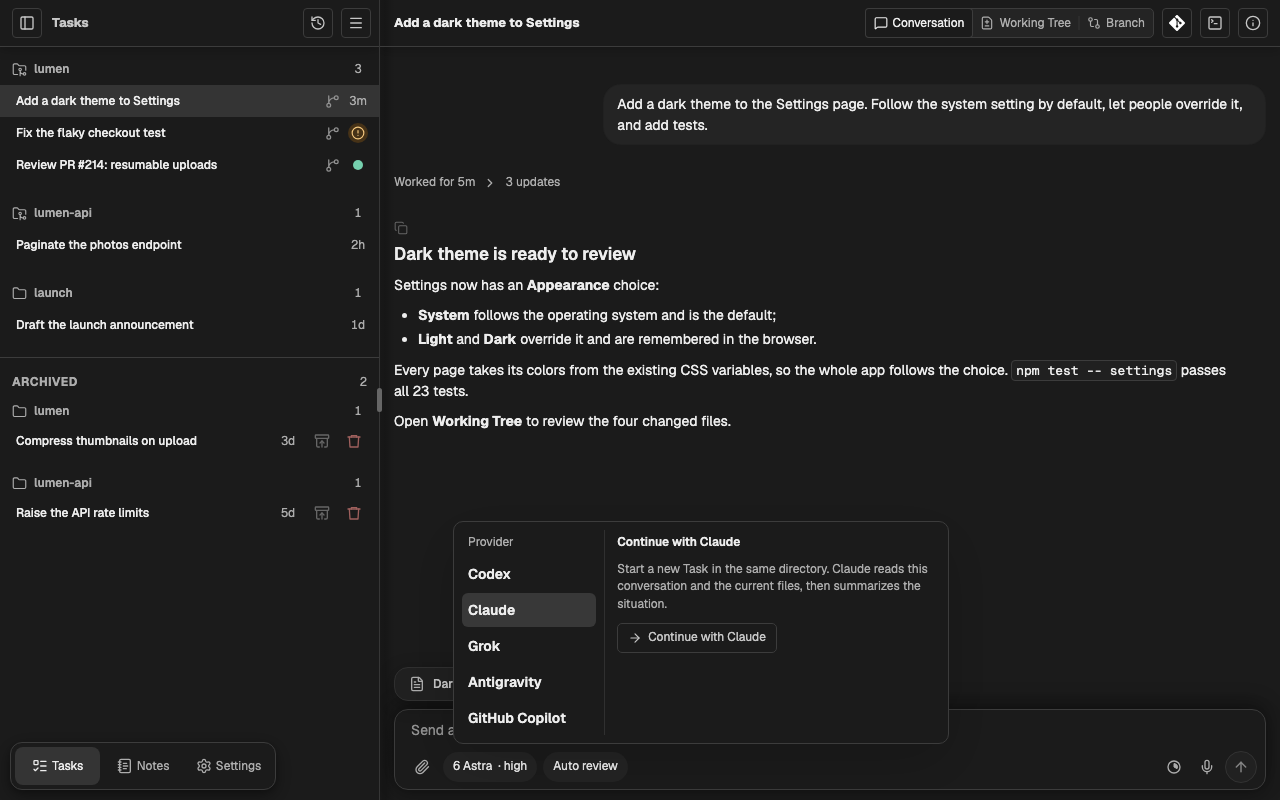 Tasks
lumen 3
Add a dark theme to Settings 3m
Fix the flaky checkout test
Review PR #214: resumable uploads
lumen-api 1
Paginate the photos endpoint 2h
launch 1
Draft the launch announcement 1d
ARCHIVED 2
lumen 1
Compress thumbnails on upload 3d
lumen-api 1
Raise the API rate limits 5d
Tasks Notes Settings
Add a dark theme to Settings
Conversation Working Tree Branch
Add a dark theme to the Settings page. Follow the system setting by default, let people override it,
and add tests.
Worked for 5m 3 updates
Dark theme is ready to review
Settings now has an Appearance choice:
• System follows the operating system and is the default;
• Light and Dark override it and are remembered in the browser.
Every page takes its colors from the existing CSS variables, so the whole app follows the choice. npm test -- settings passes
all 23 tests.
Open Working Tree to review the four changed files.
Provider
Codex
Claude
Grok
Antigravity
GitHub Copilot
Continue with Claude
Start a new Task in the same directory. Claude reads this
conversation and the current files, then summarizes the
situation.
Continue with Claude
Send a
6 Astra · high Auto review